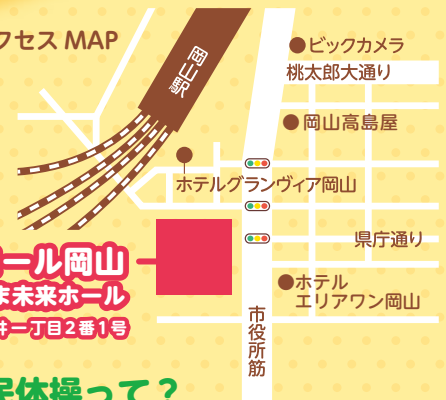 クセス MAP
岡山駅
ビックカメラ
桃太郎大通り
岡山高島屋
ホテルグランヴィア岡山
県庁通り
ール岡山
ま未来ホール
井一丁目2番1号
ホテル
エリアワン岡山
市役所筋
民体操って？